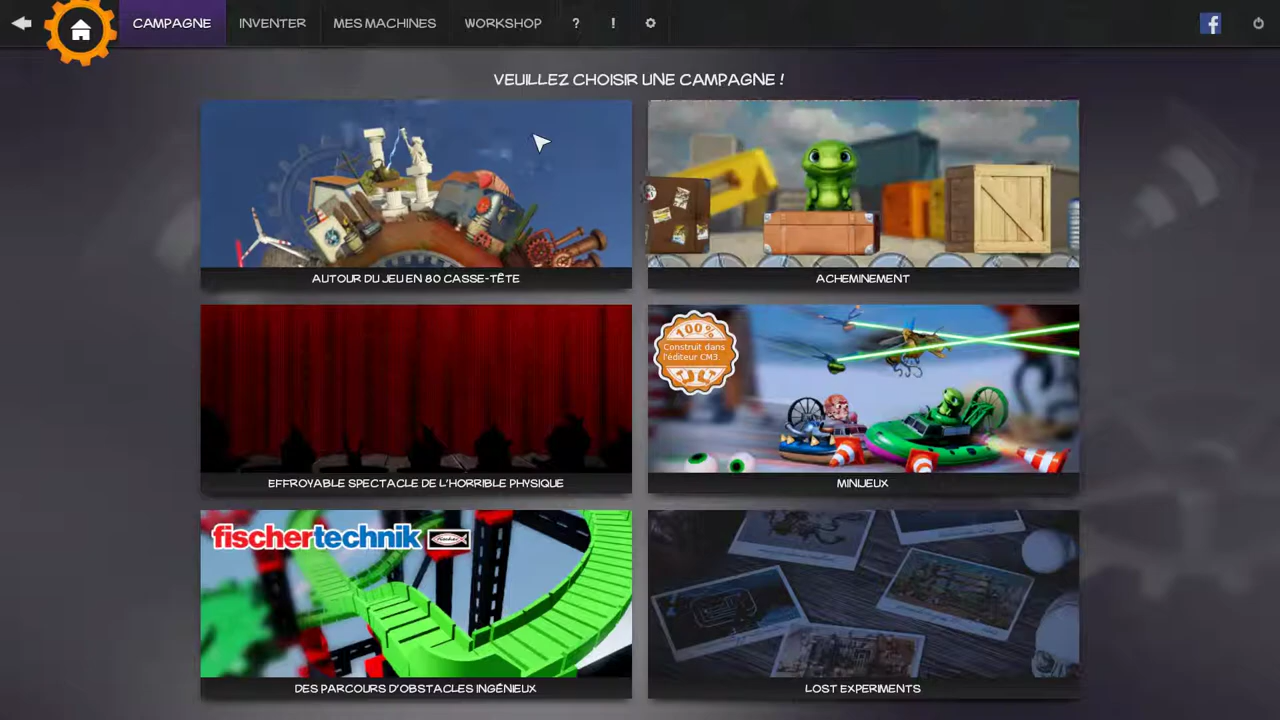 CAMPAGNE
INVENTER
MES MACHINES
WORKSHOP
?
!
VEUILLEZ CHOISIR UNE CAMPAGNE !
AUTOUR DU JEU EN 80 CASSE-TÊTE
ACHEMINEMENT
100%
Construit dans
l'éditeur CM3.
EFFROYABLE SPECTACLE DE L'HORRIBLE PHYSIQUE
MINIJEUX
fischertechnik
DES PARCOURS D'OBSTACLES INGÉNIEUX
LOST EXPERIMENTS